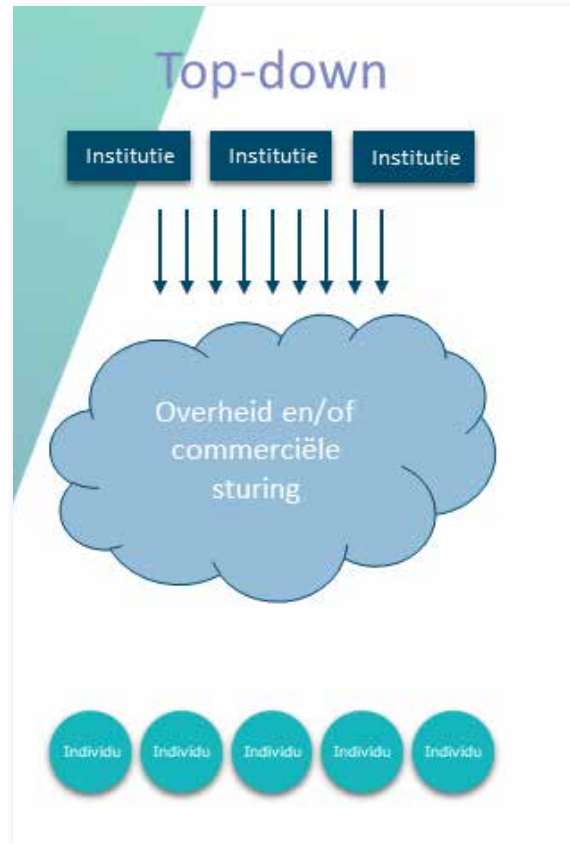 Top-down
Institutie Institutie Institutie
Overheid en/of
commerciële
sturing
Individu Individu Individu Individu Individu